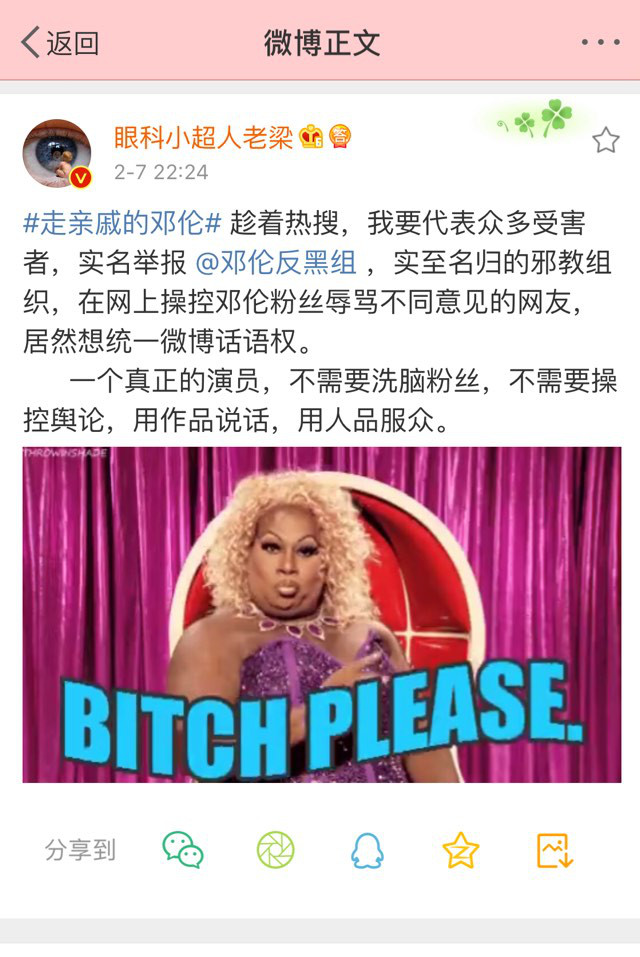 返回
微博正文
眼科小超人老梁
2-7 22:24
#走亲戚的邓伦# 趁着热搜，我要代表众多受害
者，实名举报 @邓伦反黑组 ，实至名归的邪教组
织，在网上操控邓伦粉丝辱骂不同意见的网友，
居然想统一微博话语权。
一个真正的演员，不需要洗脑粉丝，不需要操
控舆论，用作品说话，用人品服众。
THROWINSHADE
BITCH PLEASE.
分享到